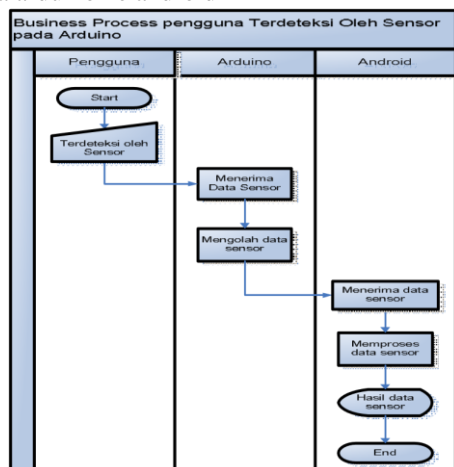 Business Process pengguna Terdeteksi Oleh Sensor
pada Arduino
Pengguna
Arduino
Android
Start
Terdeteksi oleh
Sensor
Menerima
Data Sensor
Mengolah data
sensor
Menerima data
sensor
Memproses
data sensor
Hasil data
sensor
End